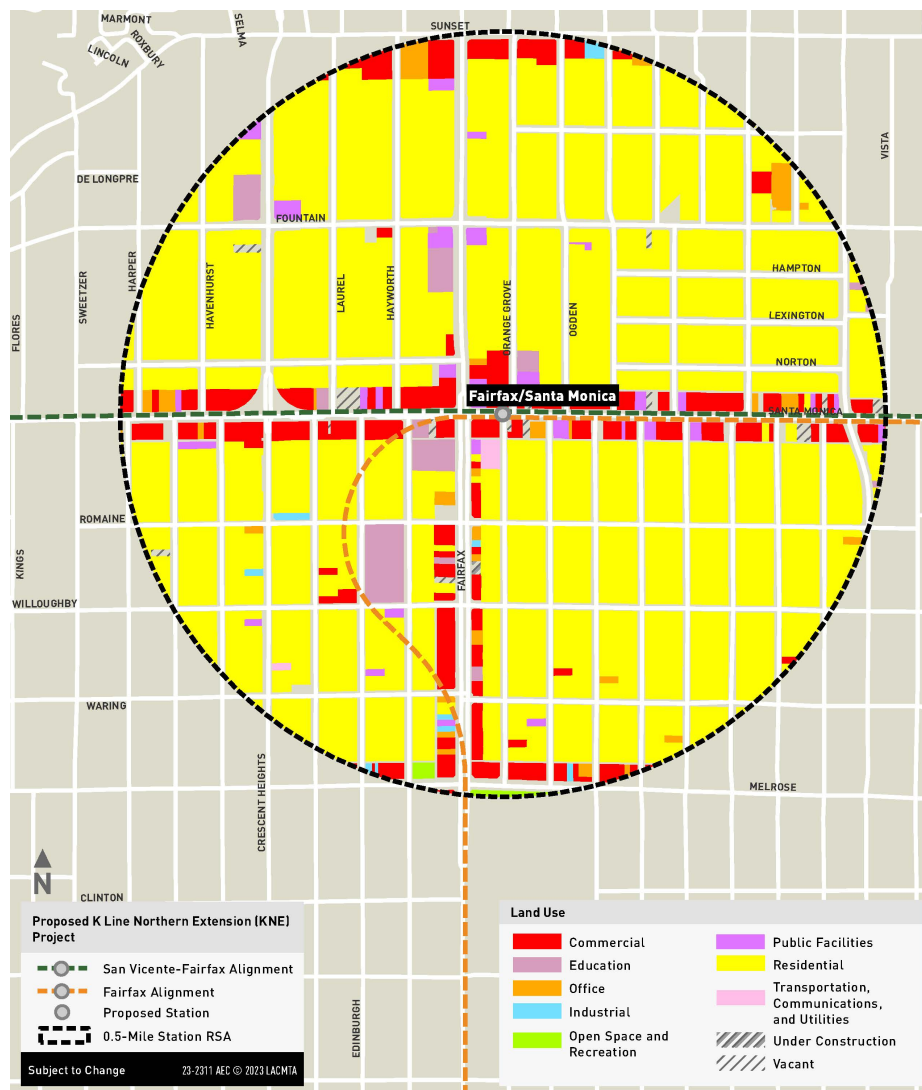 MARMONT
SELMA
SUNSET
ROXBURY
LINCOLN
VISTA
DE LONGPRE
FOUNTAIN
HARPER
SWEETZER
HAVENHURST
LAUREL
HAYWORTH
ORANGE GROVE
OGDEN
HAMPTON
FLORES
LEXINGTON
NORTON
Fairfax/Santa Monica
SANTA MONICA
ROMAINE
KINGS
FAIRFAX
WILLOUGHBY
WARING
CRESCENT HEIGHTS
MELROSE
N
CLINTON
EDINBURGH
Proposed K Line Northern Extension (KNE)
Project
San Vicente-Fairfax Alignment
Fairfax Alignment
Proposed Station
0.5-Mile Station RSA
Subject to Change
23-2311 AEC © 2023 LACMTA
Land Use
Commercial
Education
Office
Industrial
Open Space and
Recreation
Public Facilities
Residential
Transportation,
Communications,
and Utilities
Under Construction
Vacant